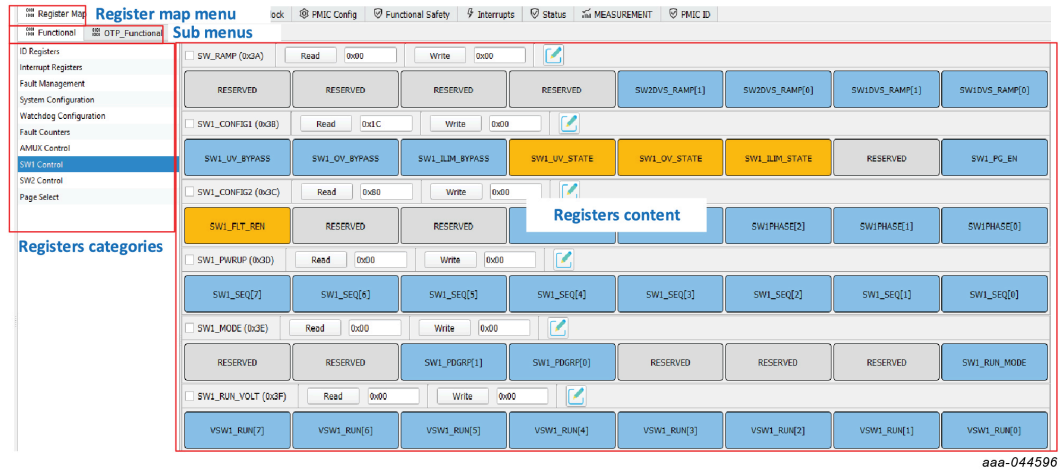 Register Map Register map menu ock PMIC Config Functional Safety Interrupts Status MEASUREMENT PMIC ID
Functional OTP_Functional Sub menus
ID Registers
Interrupt Registers
Fault Management
System Configuration
Watchdog Configuration
Fault Counters
AMUX Control
SW1 Control
SW2 Control
Page Select
Registers categories
SW_RAMP (0x3A) Read 0x00 Write 0x00
RESERVED RESERVED RESERVED RESERVED SW2DVS_RAMP[1] SW2DVS_RAMP[0] SW1DVS_RAMP[1] SW1DVS_RAMP[0]
SW1_CONFIG1 (0x3B) Read 0x1C Write 0x00
SW1_UV_BYPASS SW1_OV_BYPASS SW1_ILIM_BYPASS SW1_UV_STATE SW1_OV_STATE SW1_ILIM_STATE RESERVED SW1_PG_EN
SW1_CONFIG2 (0x3C) Read 0x80 Write 0x00
Registers content
SW1_FLT_REN RESERVED RESERVED SW1PHASE[2] SW1PHASE[1] SW1PHASE[0]
SW1_PWRUP (0x3D) Read 0x00 Write 0x00
SW1_SEQ[7] SW1_SEQ[6] SW1_SEQ[5] SW1_SEQ[4] SW1_SEQ[3] SW1_SEQ[2] SW1_SEQ[1] SW1_SEQ[0]
SW1_MODE (0x3E) Read 0x00 Write 0x00
RESERVED RESERVED SW1_PDGRP[1] SW1_PDGRP[0] RESERVED RESERVED RESERVED SW1_RUN_MODE
SW1_RUN_VOLT (0x3F) Read 0x00 Write 0x00
VSW1_RUN[7] VSW1_RUN[6] VSW1_RUN[5] VSW1_RUN[4] VSW1_RUN[3] VSW1_RUN[2] VSW1_RUN[1] VSW1_RUN[0]
aaa-044596